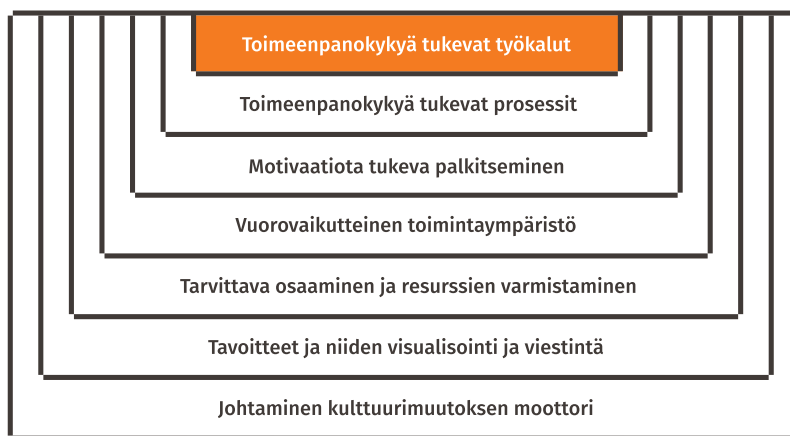 Toimeenpanokykyä tukevat työkalut
Toimeenpanokykyä tukevat prosessit
Motivaatiota tukeva palkitseminen
Vuorovaikutteinen toimintaympäristö
Tarvittava osaaminen ja resurssien varmistaminen
Tavoitteet ja niiden visualisointi ja viestintä
Johtaminen kulttuurimuutoksen moottori